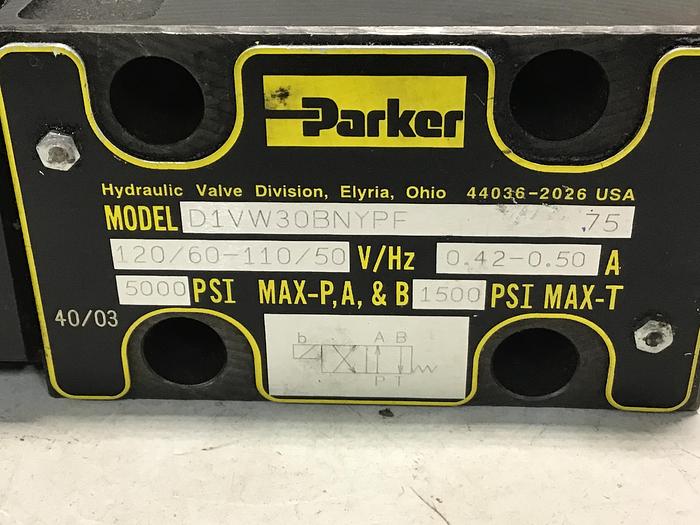 Parker
Hydraulic Valve Division, Elyria, Ohio 44036-2026 USA
MODEL D1VW30BNYPF 75
120/60-110/50 V/Hz 0.42-0.50 A
5000 PSI MAX-P,A, & B 1500 PSI MAX-T
40/03
b A B
P T